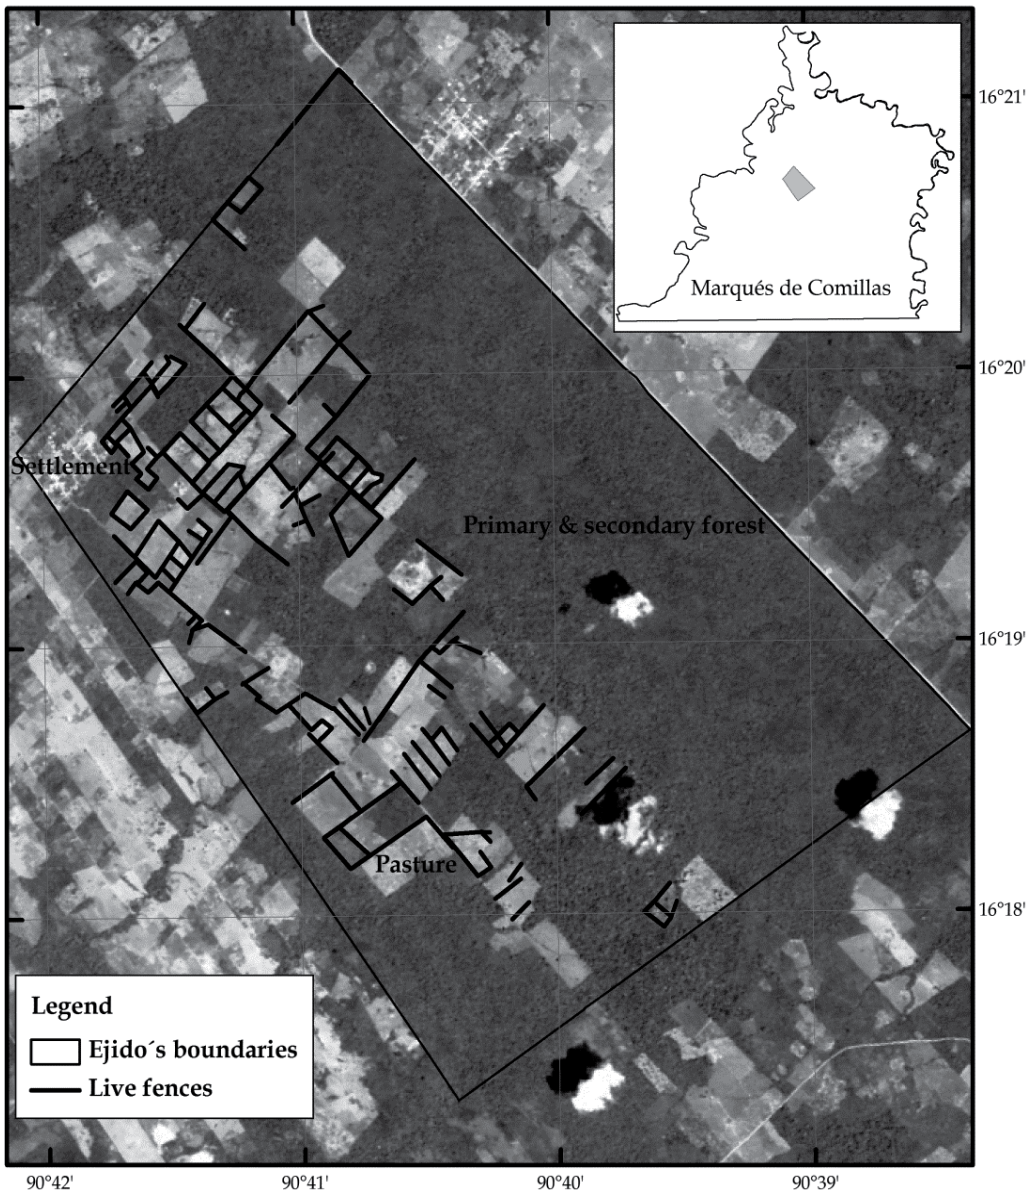 16°21'
Marqués de Comillas
16°20'
Settlement
Primary & secondary forest
16°19'
Pasture
16°18'
Legend
Ejido´s boundaries
Live fences
90°42'
90°41'
90°40'
90°39'